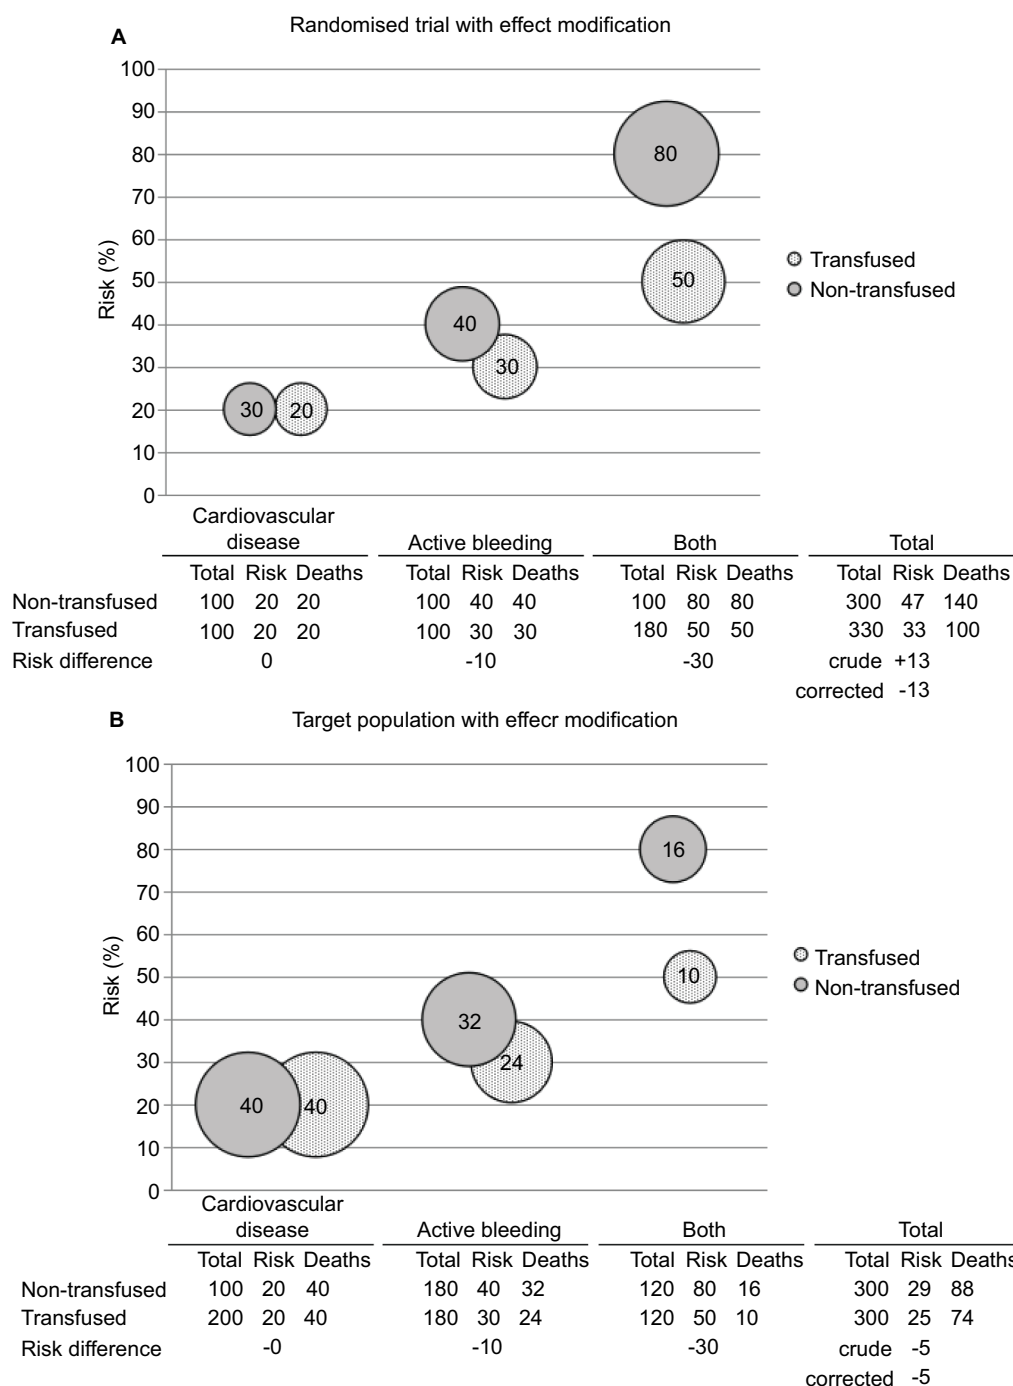 A
Randomised trial with effect modification
100
90
80
70
60
50
40
30
20
10
0
Risk (%)
80
50
40
30
30
20
Transfused
Non-transfused
Cardiovascular
disease Active bleeding Both Total
Total Risk Deaths Total Risk Deaths Total Risk Deaths Total Risk Deaths
Non-transfused 100 20 20 100 40 40 100 80 80 300 47 140
Transfused 100 20 20 100 30 30 180 50 50 330 33 100
Risk difference 0 -10 -30 crude +13
corrected -13
B
Target population with effecr modification
100
90
80
70
60
50
40
30
20
10
0
Risk (%)
16
10
32
24
40
40
Transfused
Non-transfused
Cardiovascular
disease Active bleeding Both Total
Total Risk Deaths Total Risk Deaths Total Risk Deaths Total Risk Deaths
Non-transfused 100 20 40 180 40 32 120 80 16 300 29 88
Transfused 200 20 40 180 30 24 120 50 10 300 25 74
Risk difference -0 -10 -30 crude -5
corrected -5